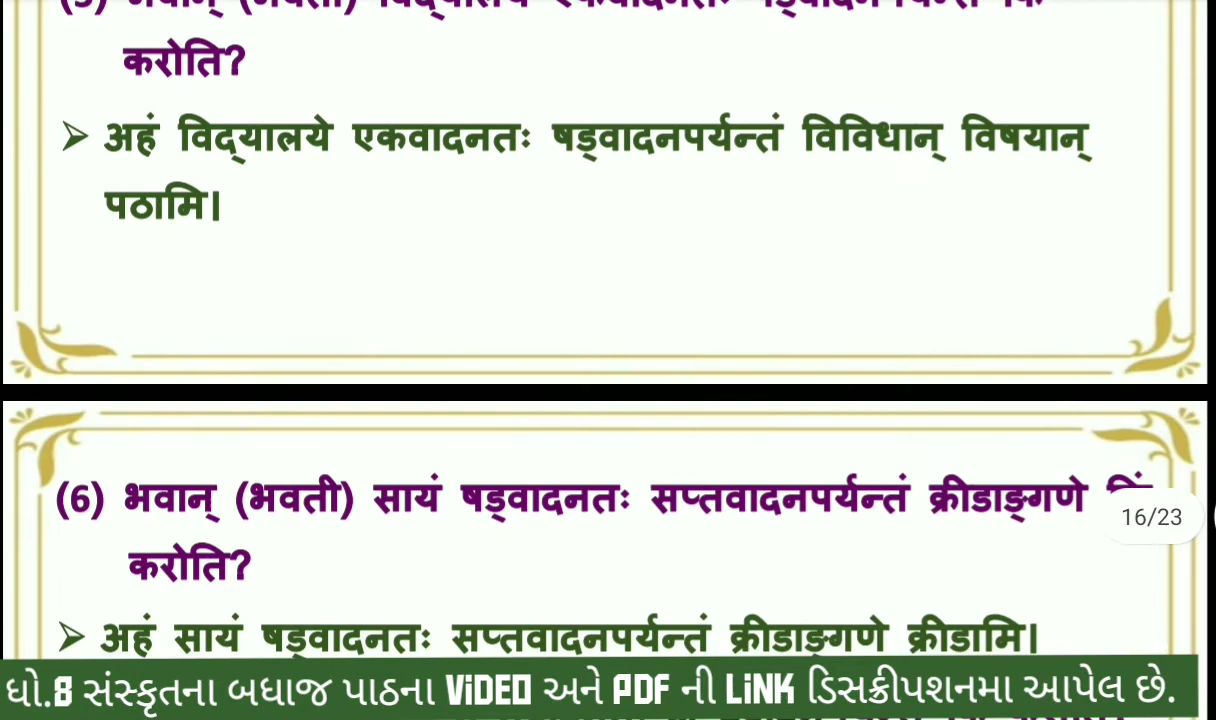 करोति?
➢ अहं विद्यालये एकवादनतः षड्वादनपर्यन्तं विविधान् विषयान्
पठामि।
(6) भवान् (भवती) सायं षड्वादनतः सप्तवादनपर्यन्तं क्रीडाङ्गणे
16/23
करोति?
➢ अहं सायं षड्वादनतः सप्तवादनपर्यन्तं क्रीडाङ्गणे क्रीडामि।
ધો.8 સંસ્કૃતના બધાજ પાઠના ViDEO અને PDF ની LiNK ડિસક્રીપશનમા આપેલ છે.